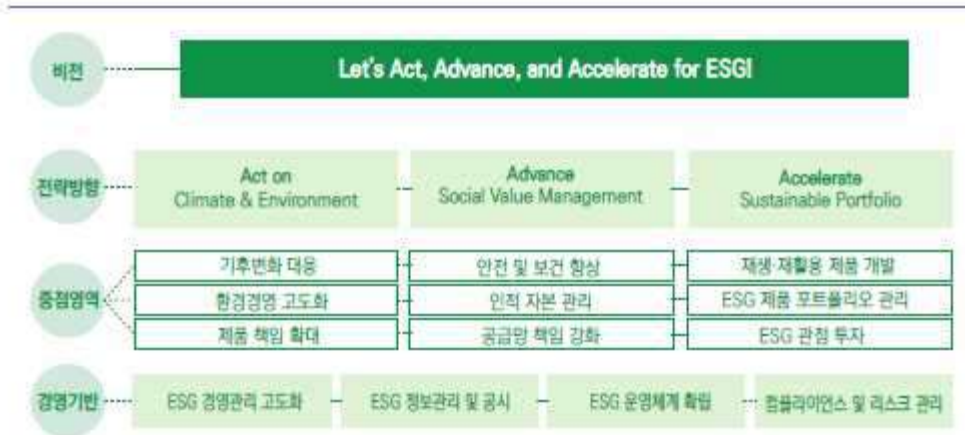 비전
Let's Act, Advance, and Accelerate for ESG!
전략방향
Act on
Climate & Environment
Advance
Social Value Management
Accelerate
Sustainable Portfolio
중점영역
기후변화 대응
안전 및 보건 향상
재생·재활용 제품 개발
환경경영 고도화
인적 자본 관리
ESG 제품 포트폴리오 관리
제품 책임 확대
공급망 책임 강화
ESG 관점 투자
경영기반
ESG 경영관리 고도화
ESG 정보관리 및 공시
ESG 운영체계 확립
컴플라이언스 및 리스크 관리